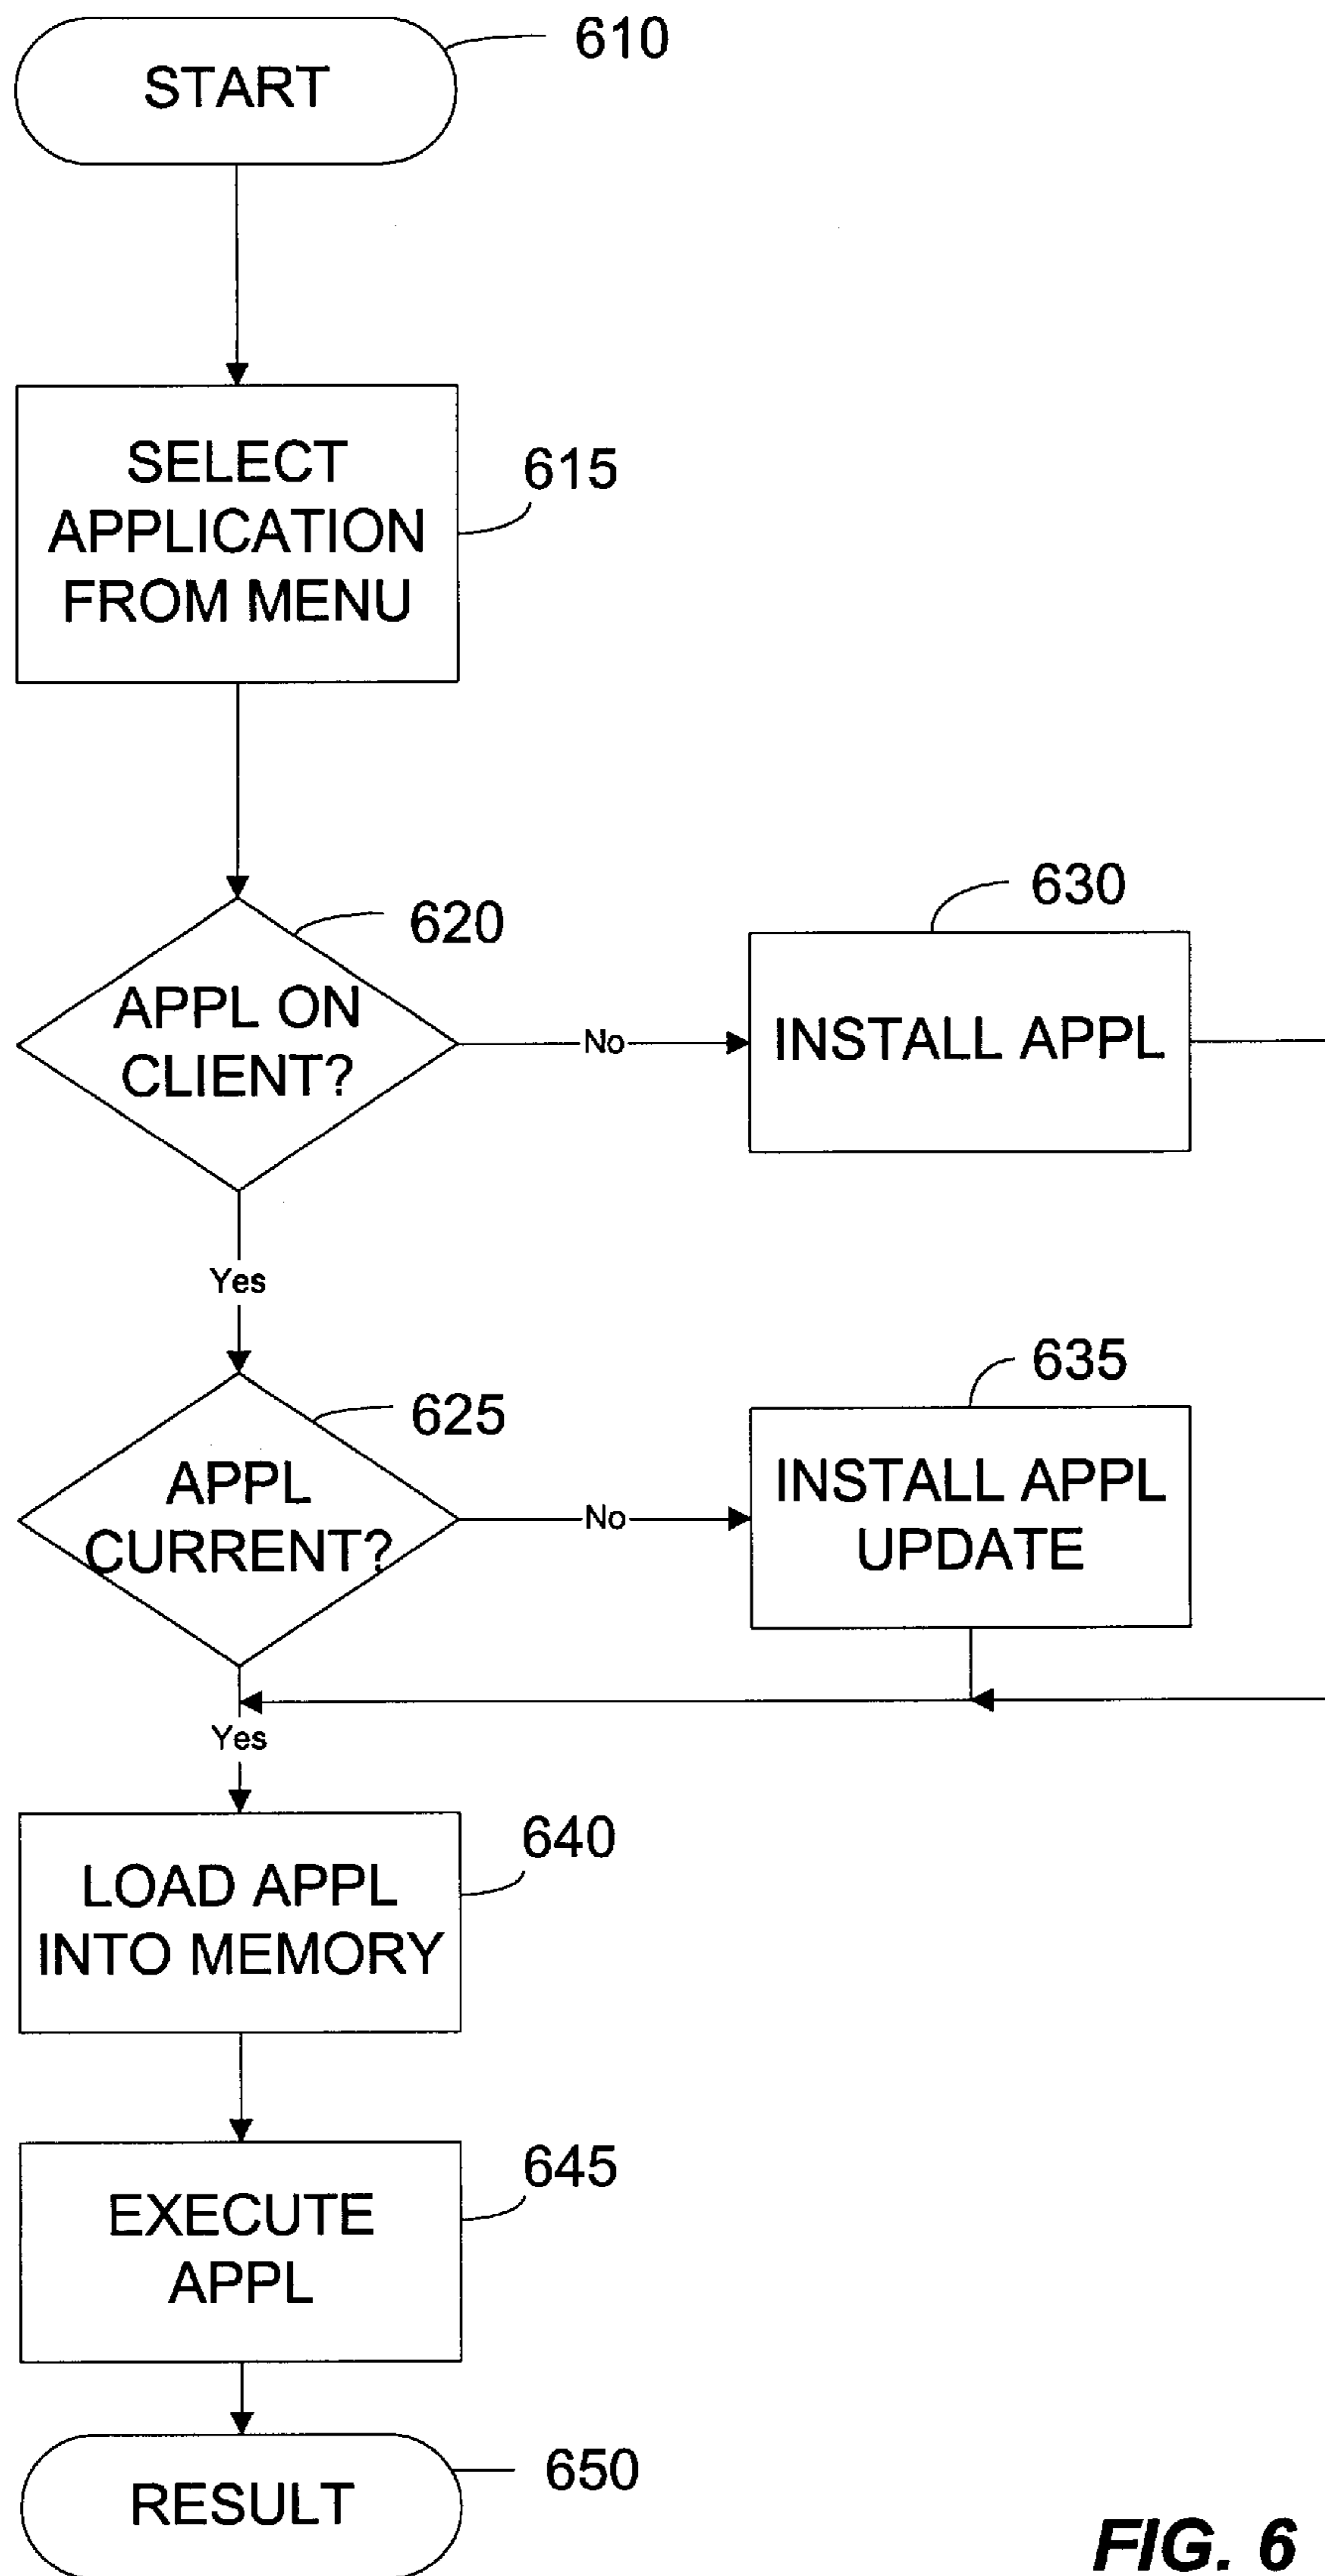 START
610
SELECT
APPLICATION
FROM MENU
615
APPL ON
CLIENT?
620
No
INSTALL APPL
630
Yes
APPL
CURRENT?
625
No
INSTALL APPL
UPDATE
635
Yes
LOAD APPL
INTO MEMORY
640
EXECUTE
APPL
645
RESULT
650
FIG. 6